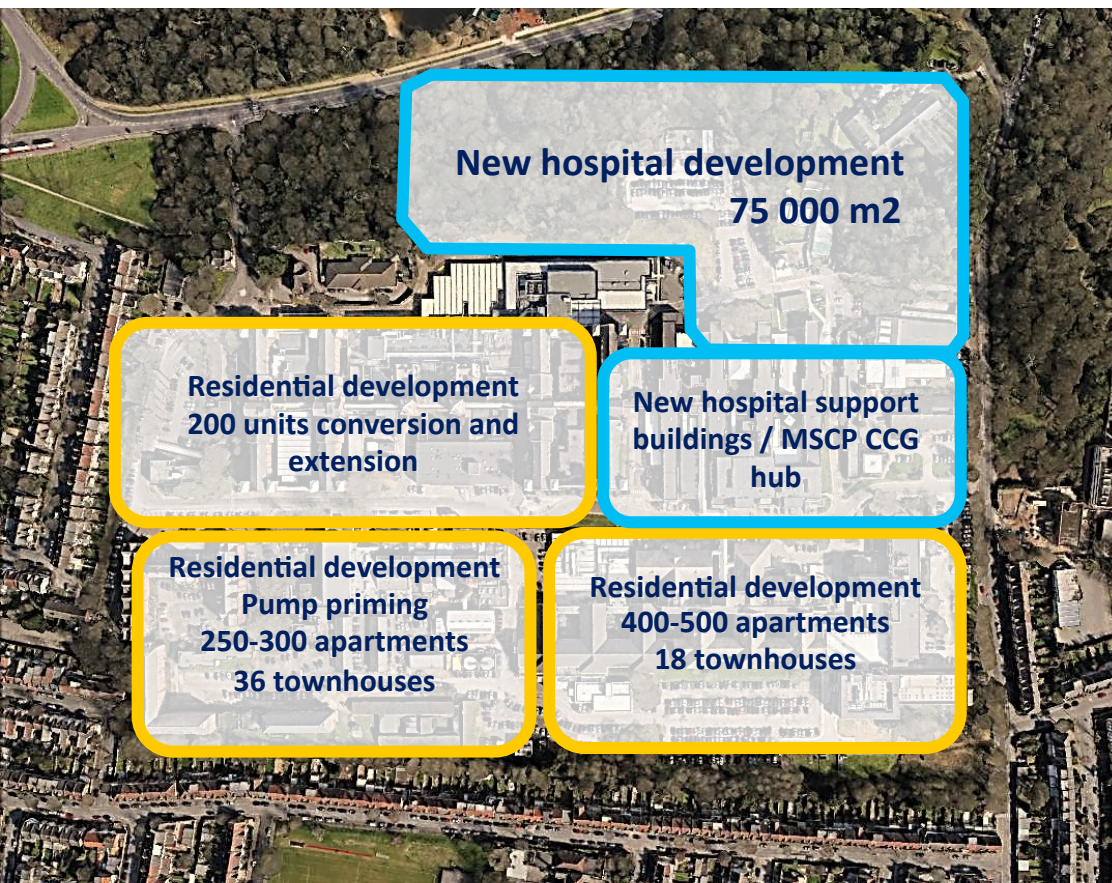 New hospital development
75 000 m2
Residential development
200 units conversion and
extension
New hospital support
buildings / MSCP CCG
hub
Residential development
Pump priming
250-300 apartments
36 townhouses
Residential development
400-500 apartments
18 townhouses